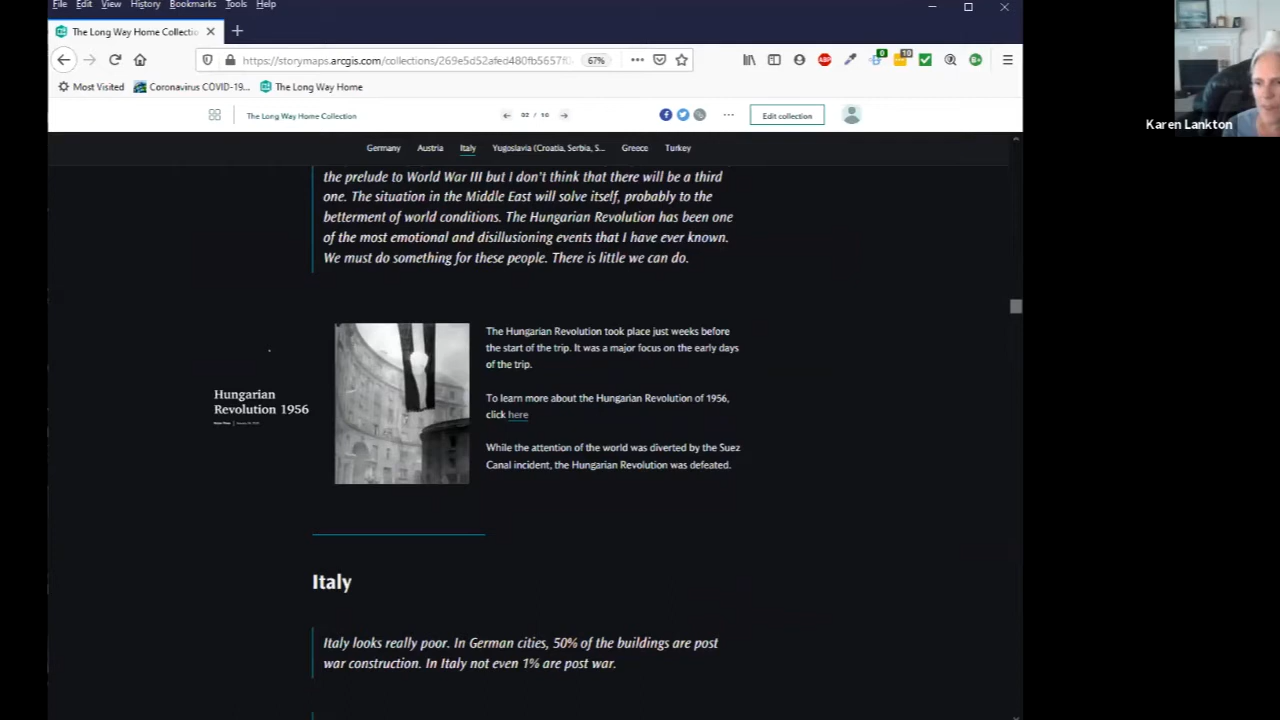 File Edit View History Bookmarks Tools Help
The Long Way Home Collectio
https://storymaps.arcgis.com/collections/269e5d52afed480fb5657f 67%
Most Visited Coronavirus COVID-19... The Long Way Home
The Long Way Home Collection 02 / 10 Edit collection
Germany Austria Italy Yugoslavia (Croatia, Serbia, S... Greece Turkey
the prelude to World War III but I don't think that there will be a third
one. The situation in the Middle East will solve itself, probably to the
betterment of world conditions. The Hungarian Revolution has been one
of the most emotional and disillusioning events that I have ever known.
We must do something for these people. There is little we can do.
Hungarian
Revolution 1956
The Hungarian Revolution took place just weeks before
the start of the trip. It was a major focus on the early days
of the trip.
To learn more about the Hungarian Revolution of 1956,
click here
While the attention of the world was diverted by the Suez
Canal incident, the Hungarian Revolution was defeated.
Italy
Italy looks really poor. In German cities, 50% of the buildings are post
war construction. In Italy not even 1% are post war.
Karen Lankton